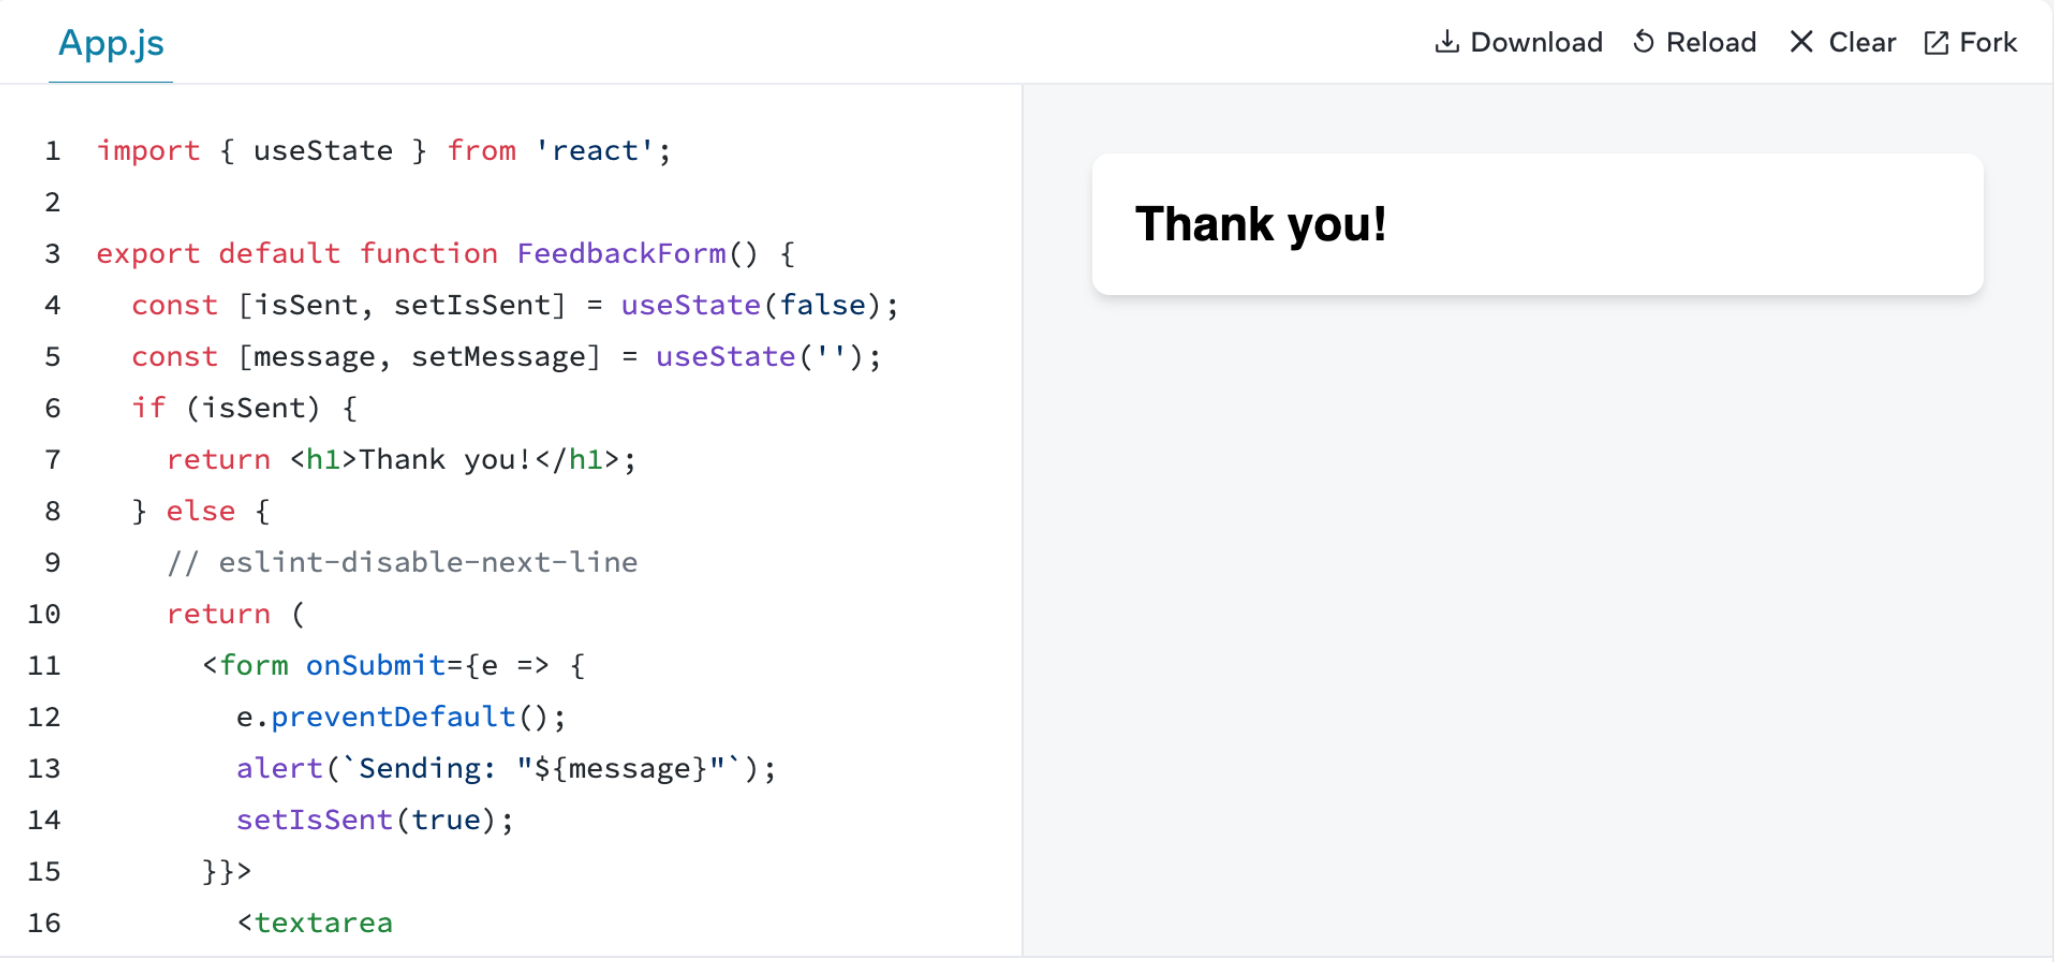 App.js
Download Reload Clear Fork
1 import { useState } from 'react';
2
3 export default function FeedbackForm() {
4   const [isSent, setIsSent] = useState(false);
5   const [message, setMessage] = useState('');
6   if (isSent) {
7     return <h1>Thank you!</h1>;
8   } else {
9     // eslint-disable-next-line
10     return (
11       <form onSubmit={e => {
12         e.preventDefault();
13         alert(`Sending: "${message}"`);
14         setIsSent(true);
15       }}>
16         <textarea
Thank you!